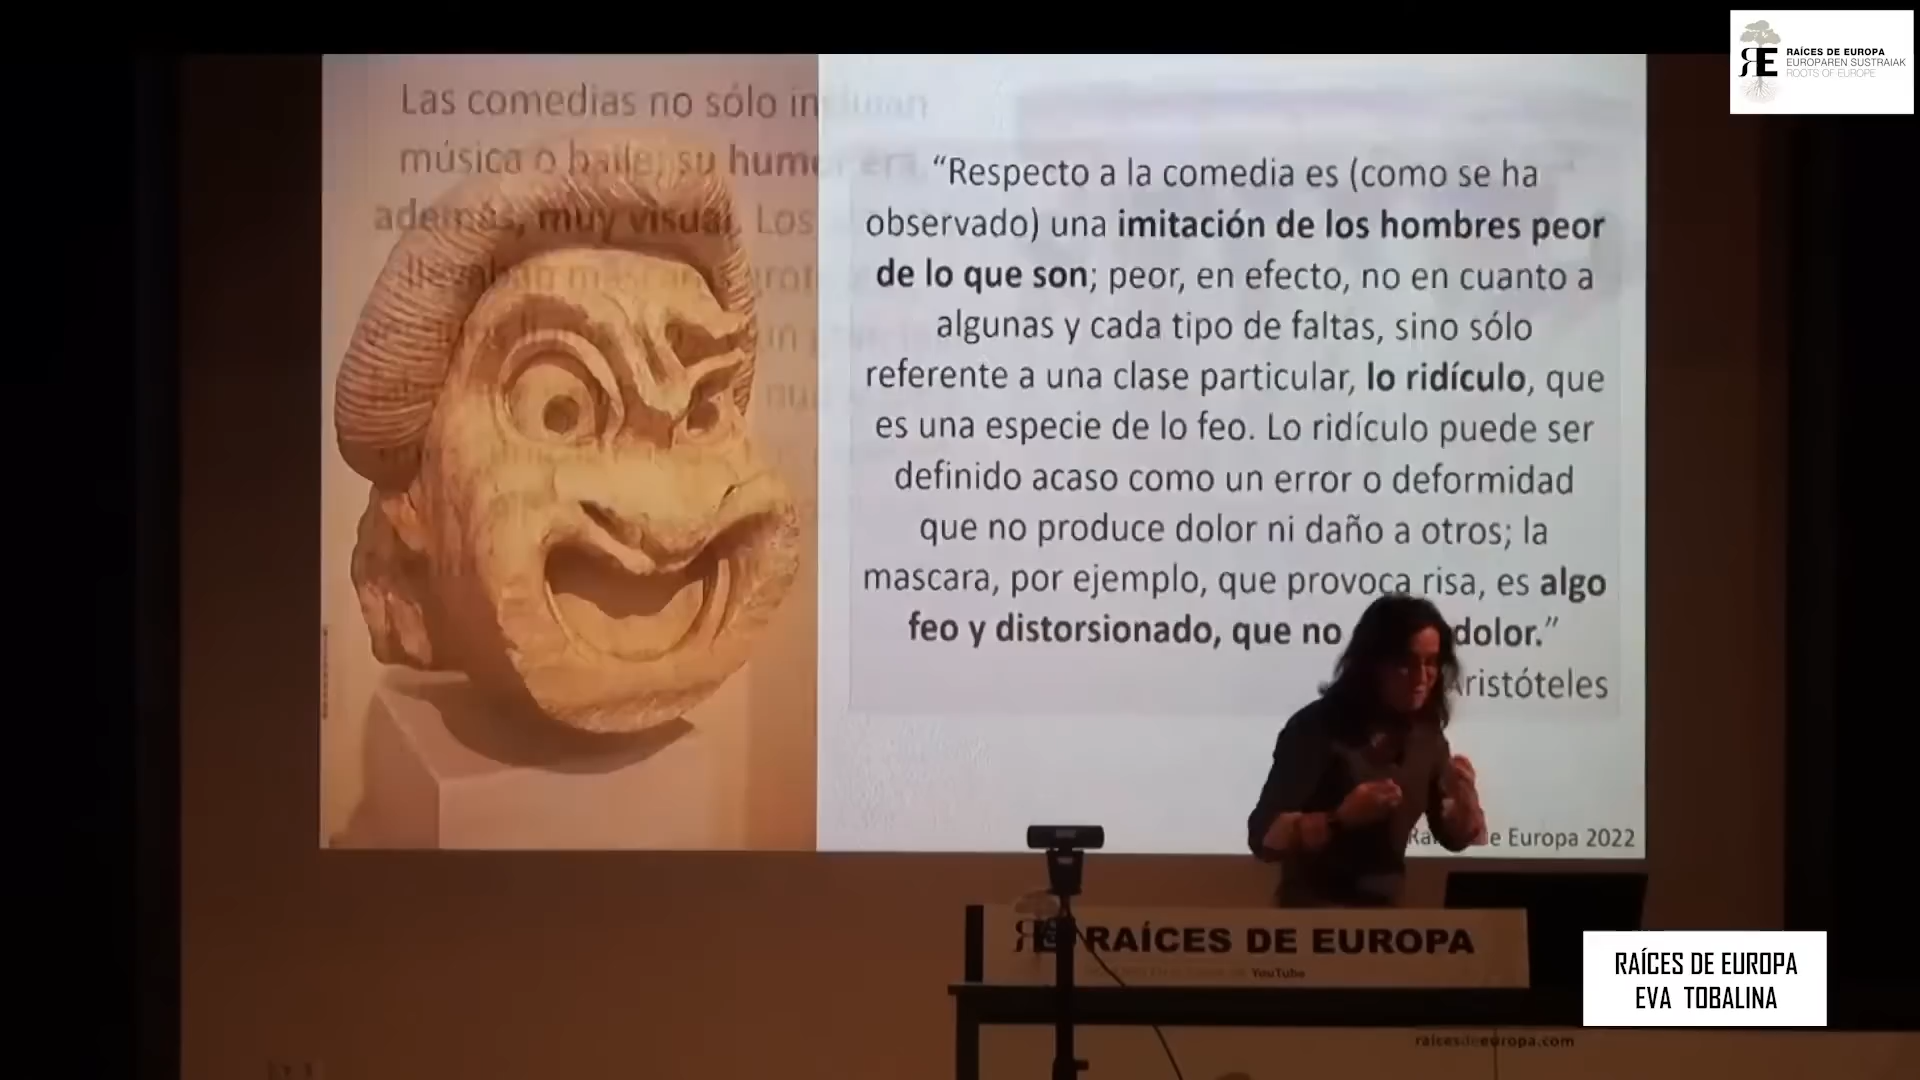 RAÍCES DE EUROPA
EUROPAREN SUSTRAIAK
ROOTS OF EUROPE
Las comedias no sólo incluían
música o baile; su humor era,
además, muy visual. Los
“Respecto a la comedia es (como se ha
observado) una imitación de los hombres peor
de lo que son; peor, en efecto, no en cuanto a
algunas y cada tipo de faltas, sino sólo
referente a una clase particular, lo ridículo, que
es una especie de lo feo. Lo ridículo puede ser
definido acaso como un error o deformidad
que no produce dolor ni daño a otros; la
mascara, por ejemplo, que provoca risa, es algo
feo y distorsionado, que no dolor.”
Aristóteles
de Europa 2022
RE RAÍCES DE EUROPA
YouTube
RAÍCES DE EUROPA
EVA TOBALINA
raicesdeeuropa.com